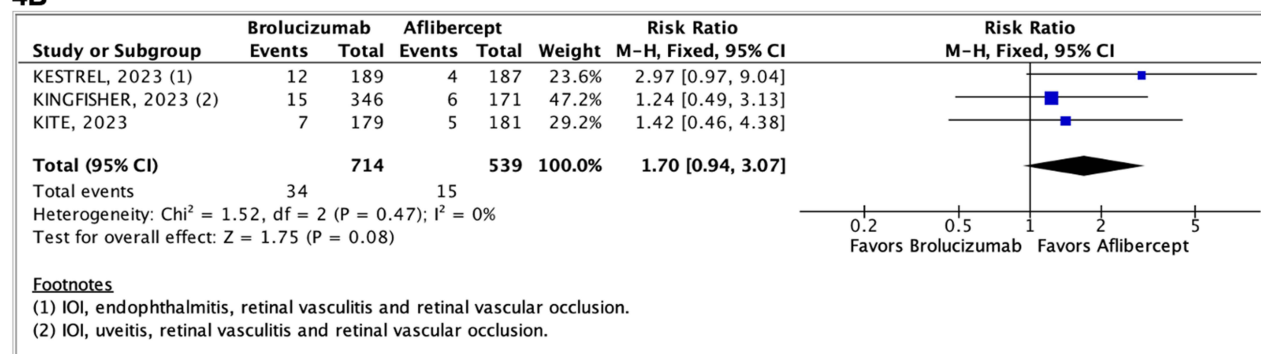 4B
Brolucizumab Aflibercept Risk Ratio Risk Ratio
Study or Subgroup Events Total Events Total Weight M-H, Fixed, 95% CI M-H, Fixed, 95% CI
KESTREL, 2023 (1) 12 189 4 187 23.6% 2.97 [0.97, 9.04]
KINGFISHER, 2023 (2) 15 346 6 171 47.2% 1.24 [0.49, 3.13]
KITE, 2023 7 179 5 181 29.2% 1.42 [0.46, 4.38]
Total (95% CI) 714 539 100.0% 1.70 [0.94, 3.07]
Total events 34 15
Heterogeneity: Chi² = 1.52, df = 2 (P = 0.47); I² = 0%
Test for overall effect: Z = 1.75 (P = 0.08)
0.2 0.5 1 2 5
Favors Brolucizumab Favors Aflibercept
Footnotes
(1) IOI, endophthalmitis, retinal vasculitis and retinal vascular occlusion.
(2) IOI, uveitis, retinal vasculitis and retinal vascular occlusion.